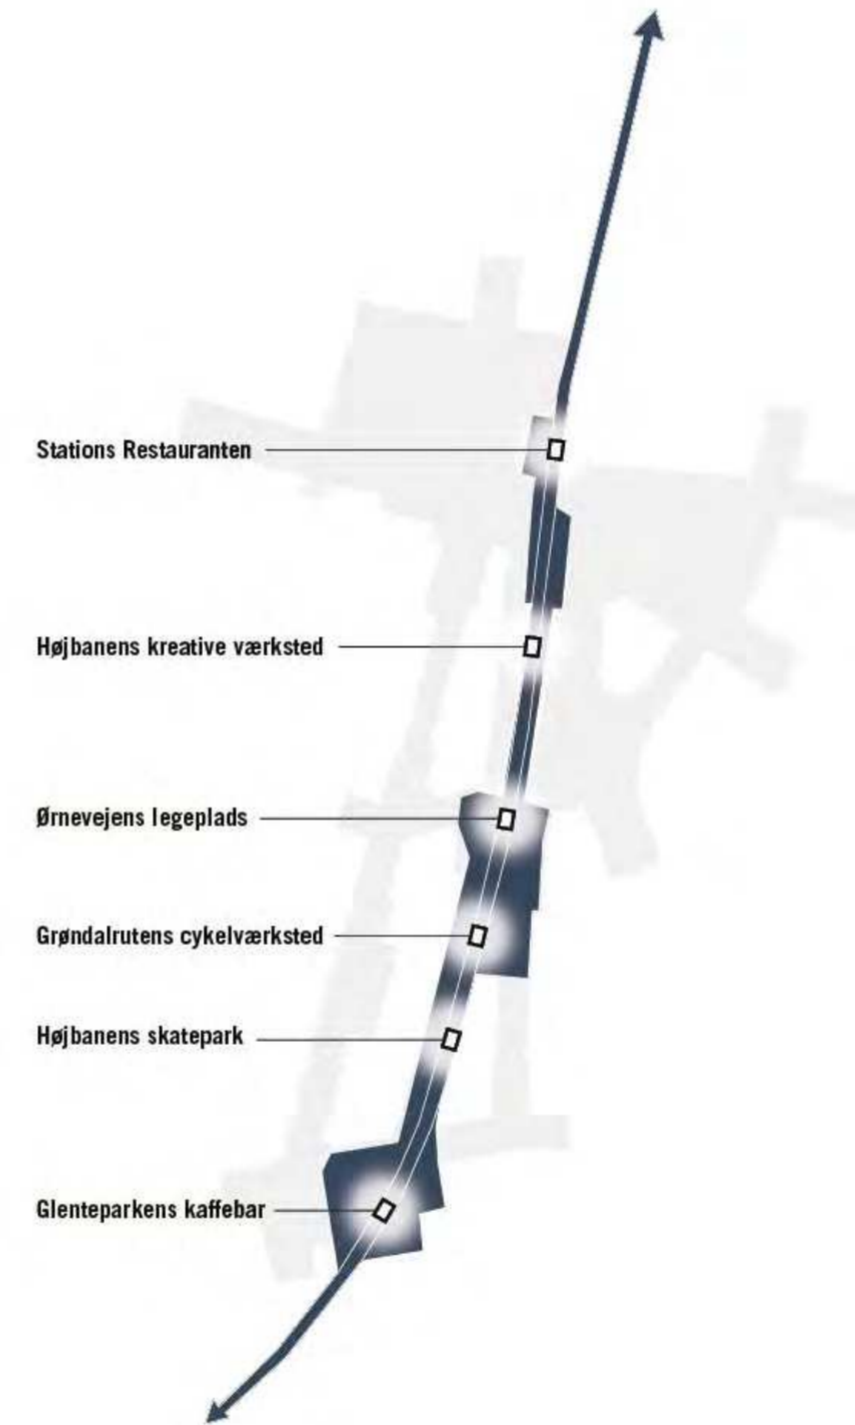 Stations Restauranten
Højbanens kreative værksted
Ørnevejens legeplads
Grøndalrutens cykelværksted
Højbanens skatepark
Glenteparkens kaffebar